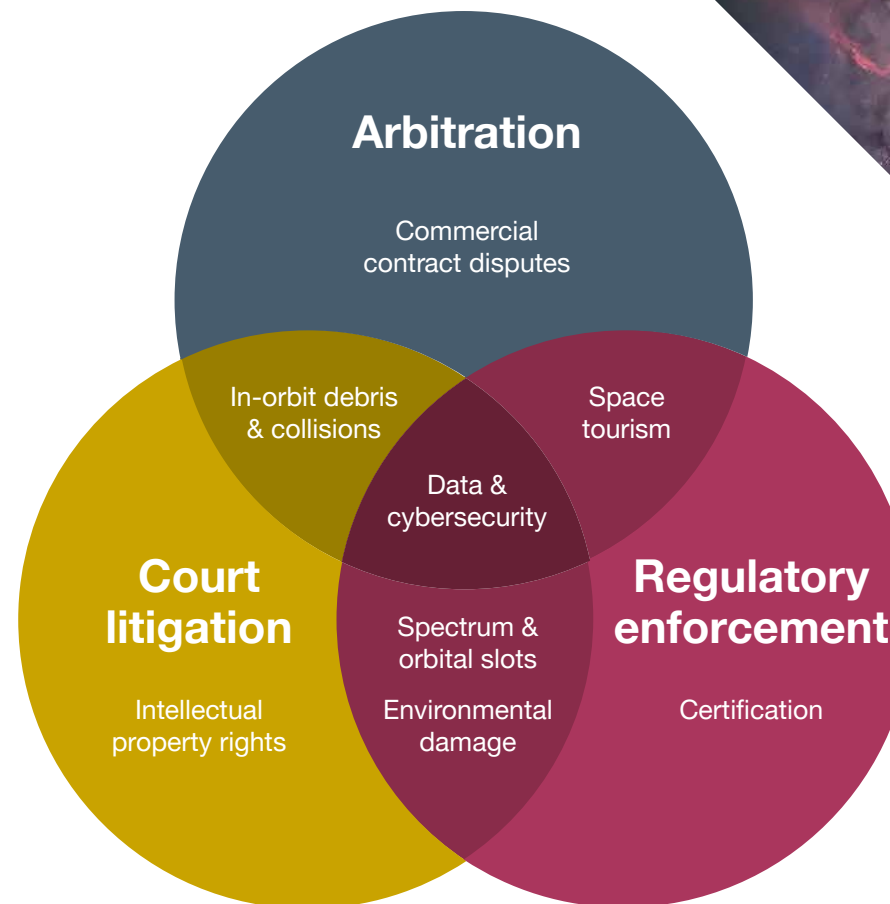 Arbitration
Commercial
contract disputes
In-orbit debris
& collisions
Space
tourism
Data &
cybersecurity
Court
litigation
Regulatory
enforcement
Spectrum &
orbital slots
Intellectual
property rights
Environmental
damage
Certification